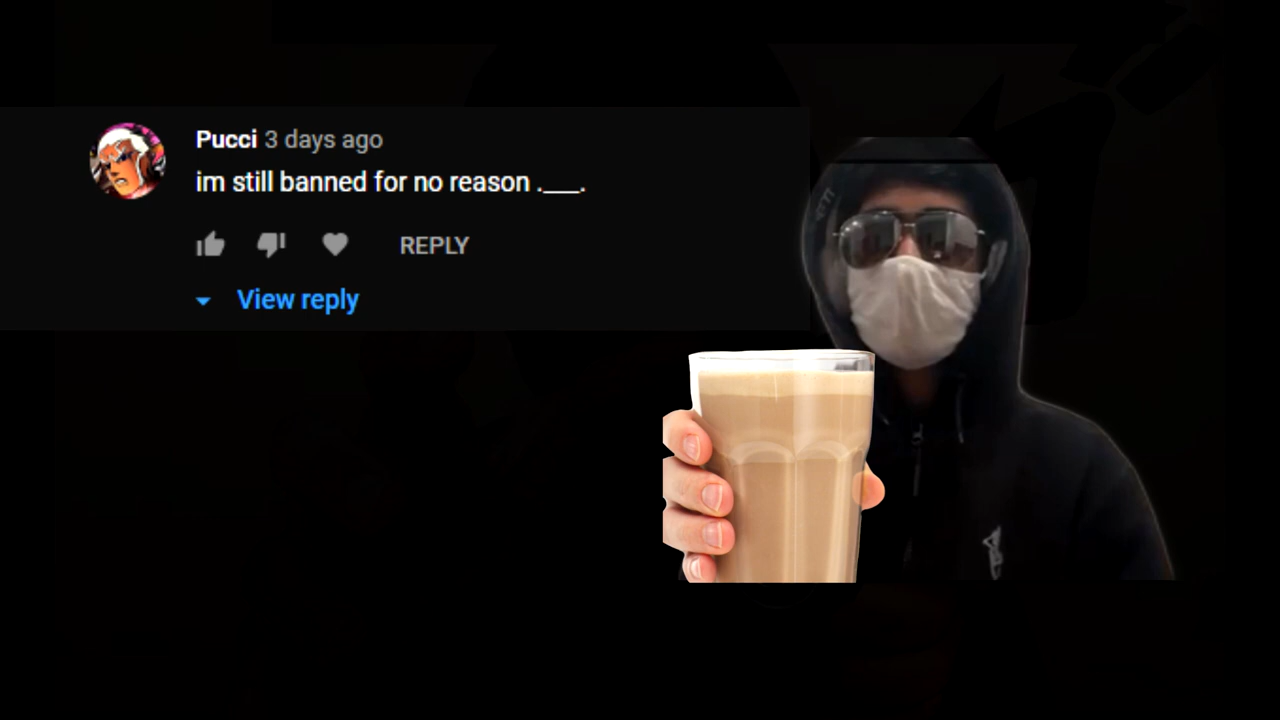 Pucci 3 days ago
im still banned for no reason .___.
REPLY
View reply